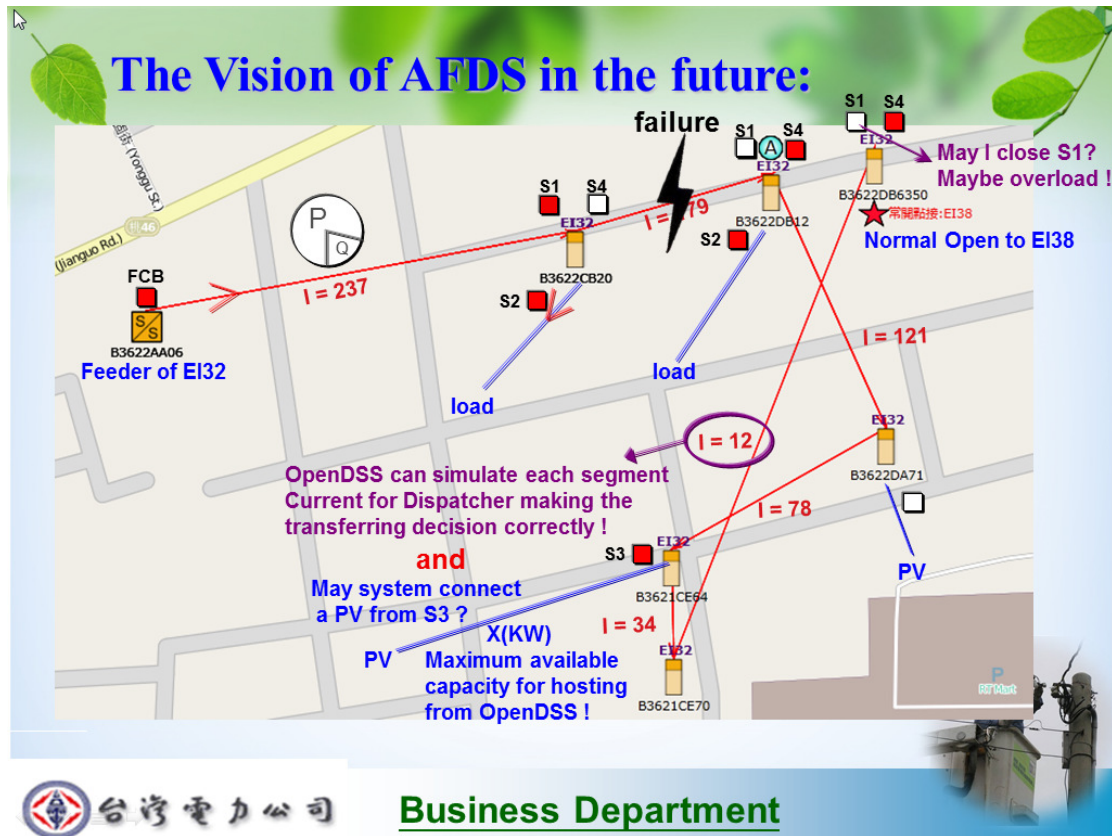 The Vision of AFDS in the future:
failure
S1
S4
S1
S4
A
May I close S1?
Maybe overload !
(Yonggu St.)
46
(Jianguo Rd.)
P
Q
S1
S4
EI32
EI32
EI32
B3622DB12
B3622DB6350
常開點接:EI38
Normal Open to EI38
S2
B3622CB20
FCB
I = 237
S2
S/S
B3622AA06
Feeder of EI32
load
load
I = 121
EI32
B3622DA71
I = 12
OpenDSS can simulate each segment
Current for Dispatcher making the
transferring decision correctly !
I = 78
and
S3
EI32
PV
May system connect
a PV from S3 ?
B3621CE64
X(KW)
I = 34
PV
Maximum available
capacity for hosting
from OpenDSS !
EI32
B3621CE70
P
RT Mart
台灣電力公司
Business Department